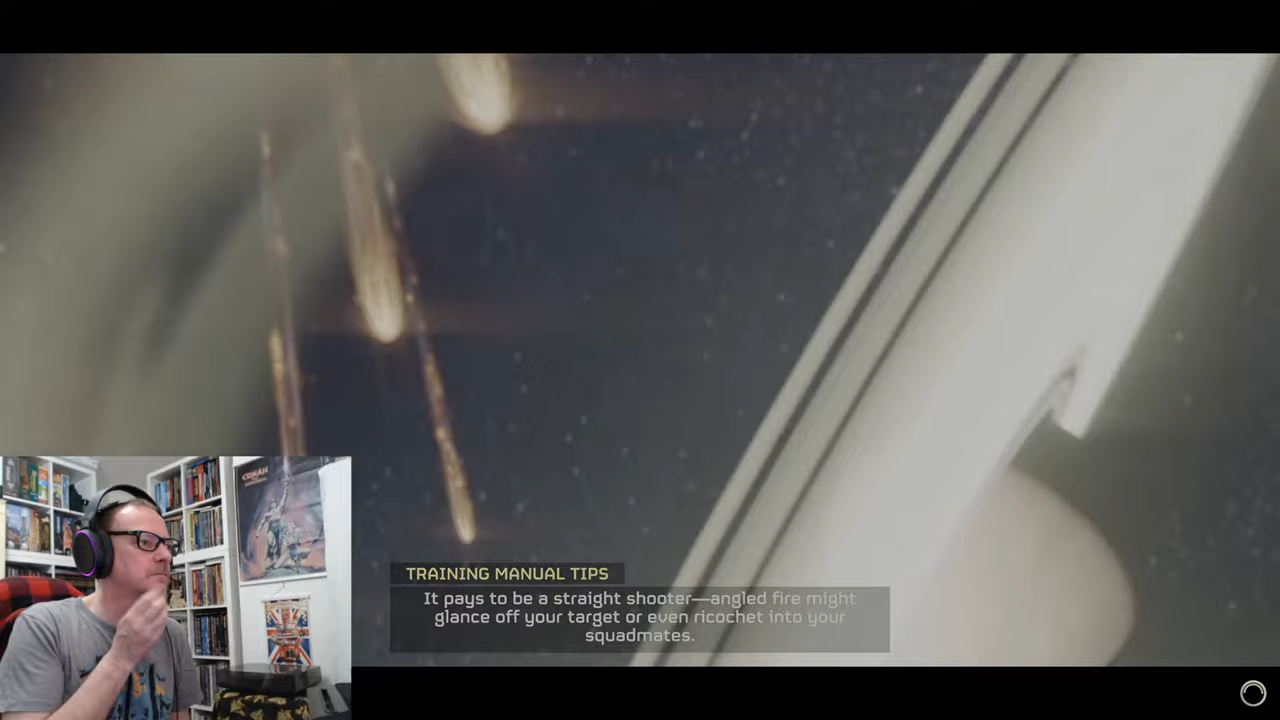 CONAN
TRAINING MANUAL TIPS
It pays to be a straight shooter—angled fire might
glance off your target or even ricochet into your
squadmates.